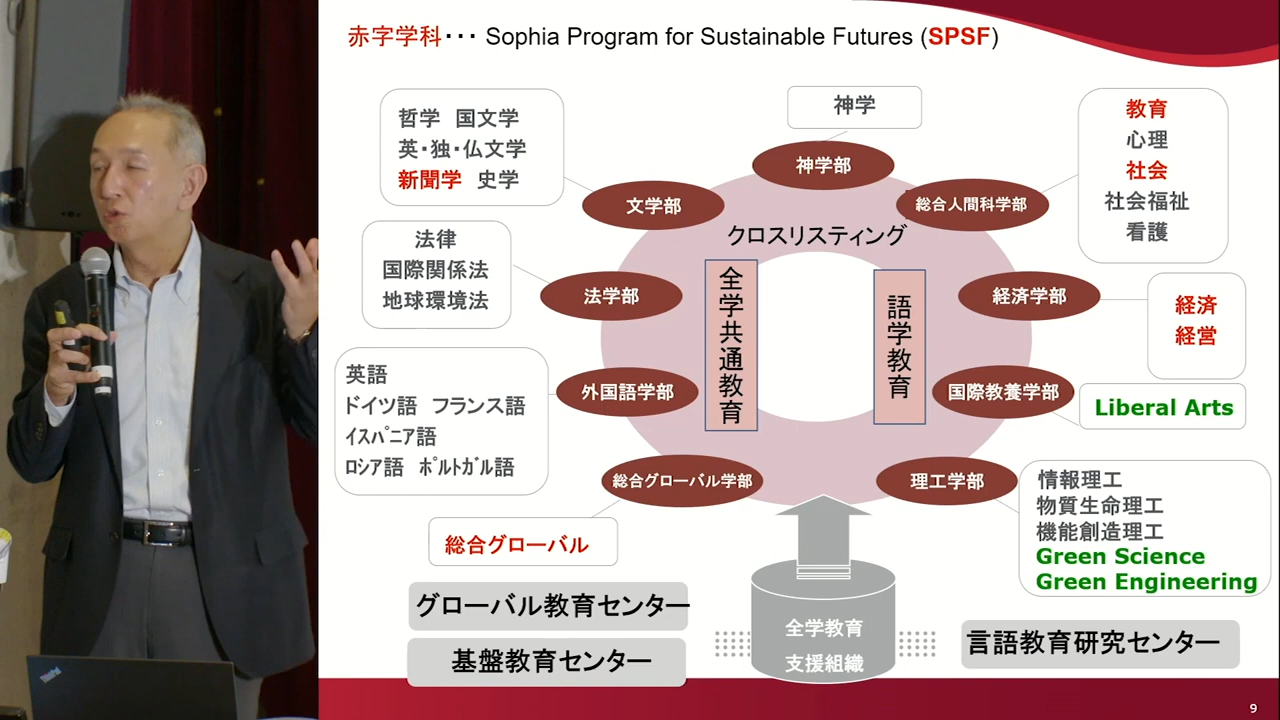 赤字学科・・・ Sophia Program for Sustainable Futures (SPSF)
神学
神学部
哲学 国文学
英・独・仏文学
新聞学 史学
文学部
教育
心理
社会
社会福祉
看護
総合人間科学部
クロスリスティング
法律
国際関係法
地球環境法
法学部
経済学部
経済
経営
全学共通教育
語学教育
英語
ドイツ語 フランス語
ｲｽﾊﾟﾆｱ語
ﾛｼｱ語 ﾎﾟﾙﾄｶﾞﾙ語
外国語学部
国際教養学部
Liberal Arts
総合グローバル学部
総合グローバル
理工学部
情報理工
物質生命理工
機能創造理工
Green Science
Green Engineering
グローバル教育センター
基盤教育センター
全学教育
支援組織
言語教育研究センター
9
ThinkPad